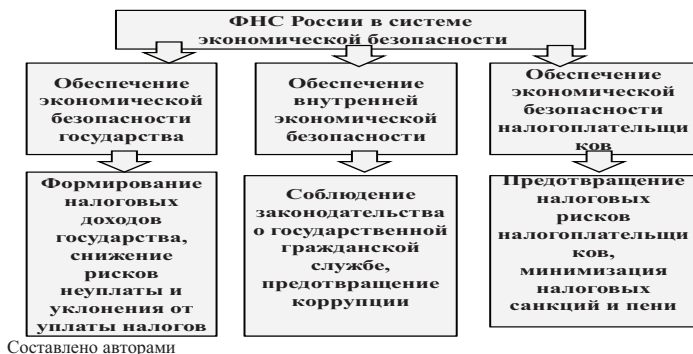 ФНС России в системе
экономической безопасности
Обеспечение
экономической
безопасности
государства
Обеспечение
внутренней
экономической
безопасности
Обеспечение
экономической
безопасности
налогоплательщи
ков
Формирование
налоговых
доходов
государства,
снижение
рисков
неуплаты и
уклонения от
уплаты налогов
Соблюдение
законодательства
о государственной
гражданской
службе,
предотвращение
коррупции
Предотвращение
налоговых
рисков
налогоплательщи
ков,
минимизация
налоговых
санкций и пени
Составлено авторами